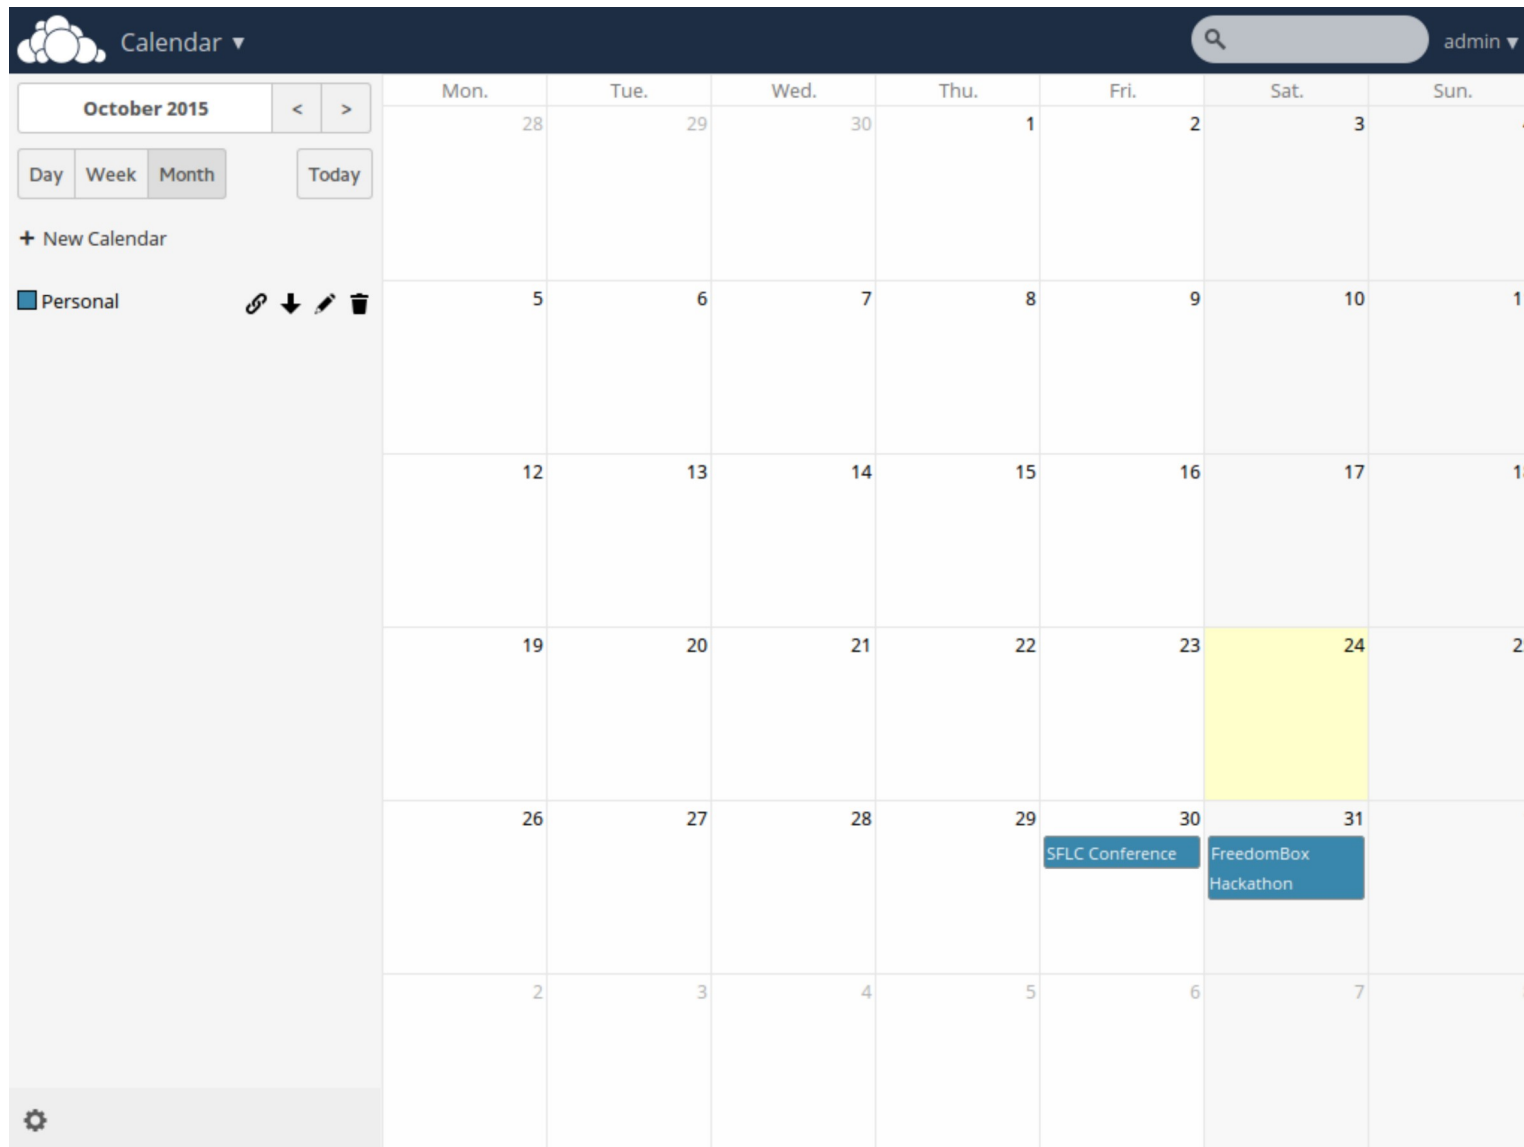 Calendar ▼
admin ▼
October 2015 < >
Day Week Month Today
+ New Calendar
Personal
Mon. Tue. Wed. Thu. Fri. Sat. Sun.
28 29 30 1 2 3
5 6 7 8 9 10
12 13 14 15 16 17
19 20 21 22 23 24
26 27 28 29 30 31
SFLC Conference
FreedomBox
Hackathon
2 3 4 5 6 7